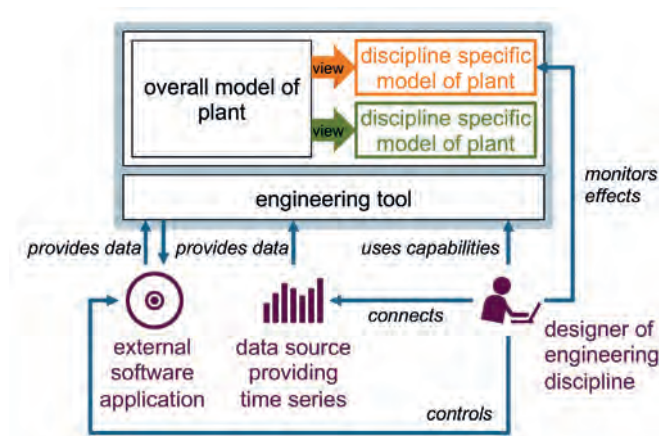 overall model of
plant
view
discipline specific
model of plant
view
discipline specific
model of plant
monitors
effects
engineering tool
provides data
provides data
uses capabilities
connects
external
software
application
data source
providing
time series
designer of
engineering
discipline
controls